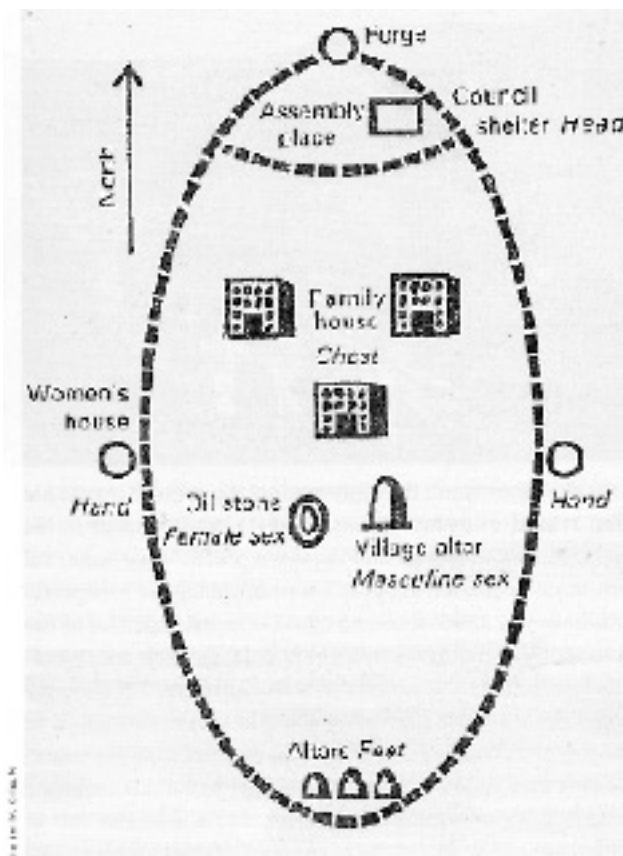 Forge
Assembly
place
Council
shelter Head
North
Family
house
Chest
Women's
house
Hand
Hand
Oil stone
Female sex
Village altar
Masculine sex
Altars Feet